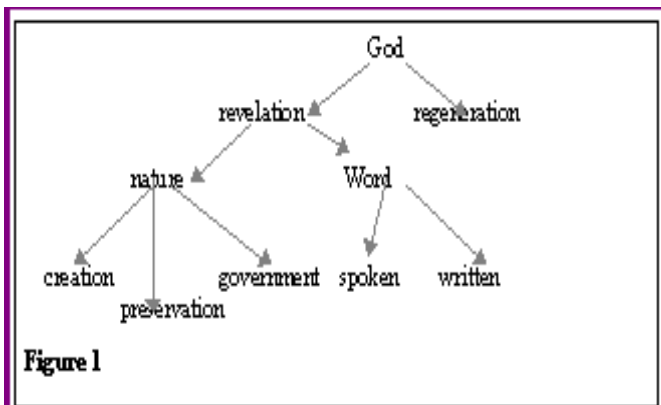 God
revelation regeneration
nature Word
creation government spoken written
preservation
Figure 1